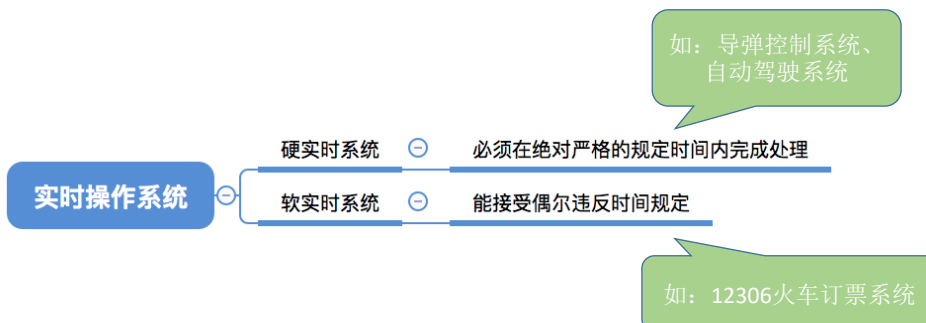 如：导弹控制系统、
自动驾驶系统
硬实时系统
必须在绝对严格的规定时间内完成处理
实时操作系统
软实时系统
能接受偶尔违反时间规定
如：12306火车订票系统